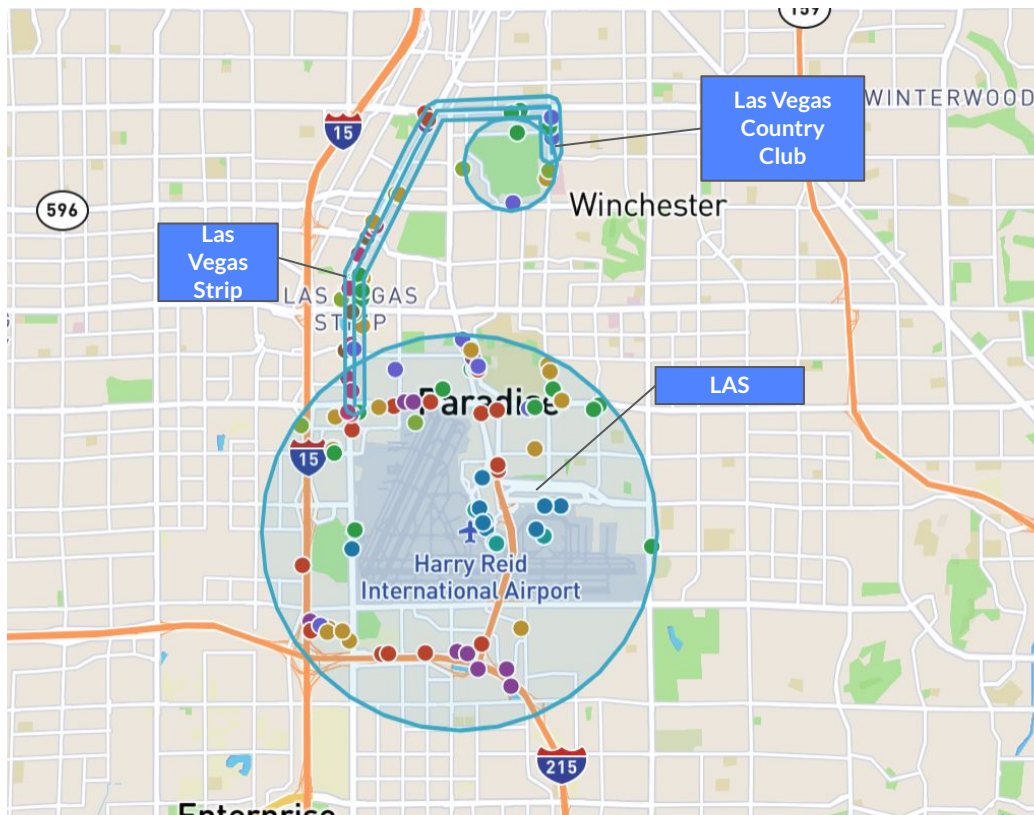 159
Las Vegas
Country
Club
WINTERWOOD
15
596
Winchester
Las
Vegas
Strip
LAS VEGAS
STRIP
LAS
Paradise
15
Harry Reid
International Airport
215
Enterprise